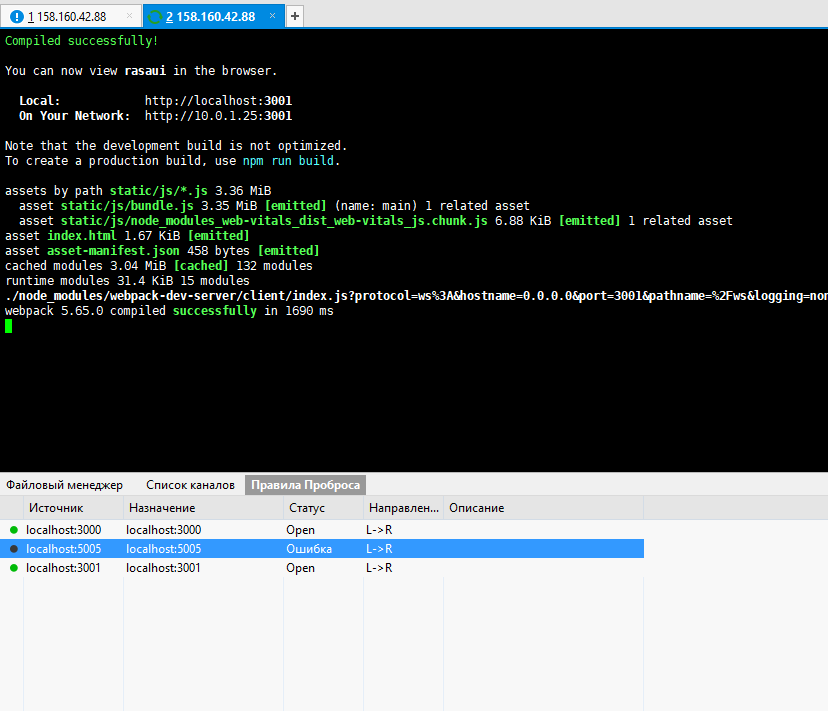 1 158.160.42.88 × 2 158.160.42.88 × +
Compiled successfully!
You can now view rasaui in the browser.
Local: http://localhost:3001
On Your Network: http://10.0.1.25:3001
Note that the development build is not optimized.
To create a production build, use npm run build.
assets by path static/js/*.js 3.36 MiB
asset static/js/bundle.js 3.35 MiB [emitted] (name: main) 1 related asset
asset static/js/node_modules_web-vitals_dist_web-vitals_js.chunk.js 6.88 KiB [emitted] 1 related asset
asset index.html 1.67 KiB [emitted]
asset asset-manifest.json 458 bytes [emitted]
cached modules 3.04 MiB [cached] 132 modules
runtime modules 31.4 KiB 15 modules
./node_modules/webpack-dev-server/client/index.js?protocol=ws%3A&hostname=0.0.0.0&port=3001&pathname=%2Fws&logging=non
webpack 5.65.0 compiled successfully in 1690 ms
Файловый менеджер Список каналов Правила Проброса
Источник Назначение Статус Направлен... Описание
localhost:3000 localhost:3000 Open L->R
localhost:5005 localhost:5005 Ошибка L->R
localhost:3001 localhost:3001 Open L->R